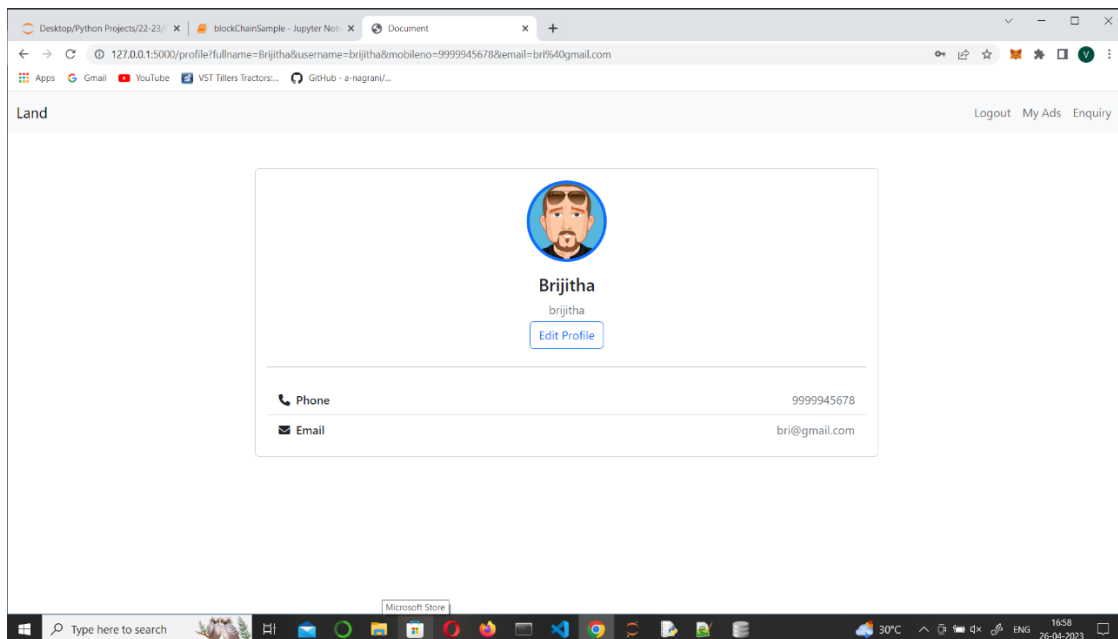 Desktop/Python Projects/22-23/
blockChainSample - Jupyter Not
Document
127.0.0.1:5000/profile?fullname=Brijitha&username=brijitha&mobileno=9999945678&email=bri%40gmail.com
Apps Gmail YouTube VST Tillers Tractors:... GitHub - a-nagrani/...
V
Land Logout My Ads Enquiry
Brijitha
brijitha
Edit Profile
Phone 9999945678
Email bri@gmail.com
Microsoft Store
Type here to search 30°C ENG 16:58
26-04-2023